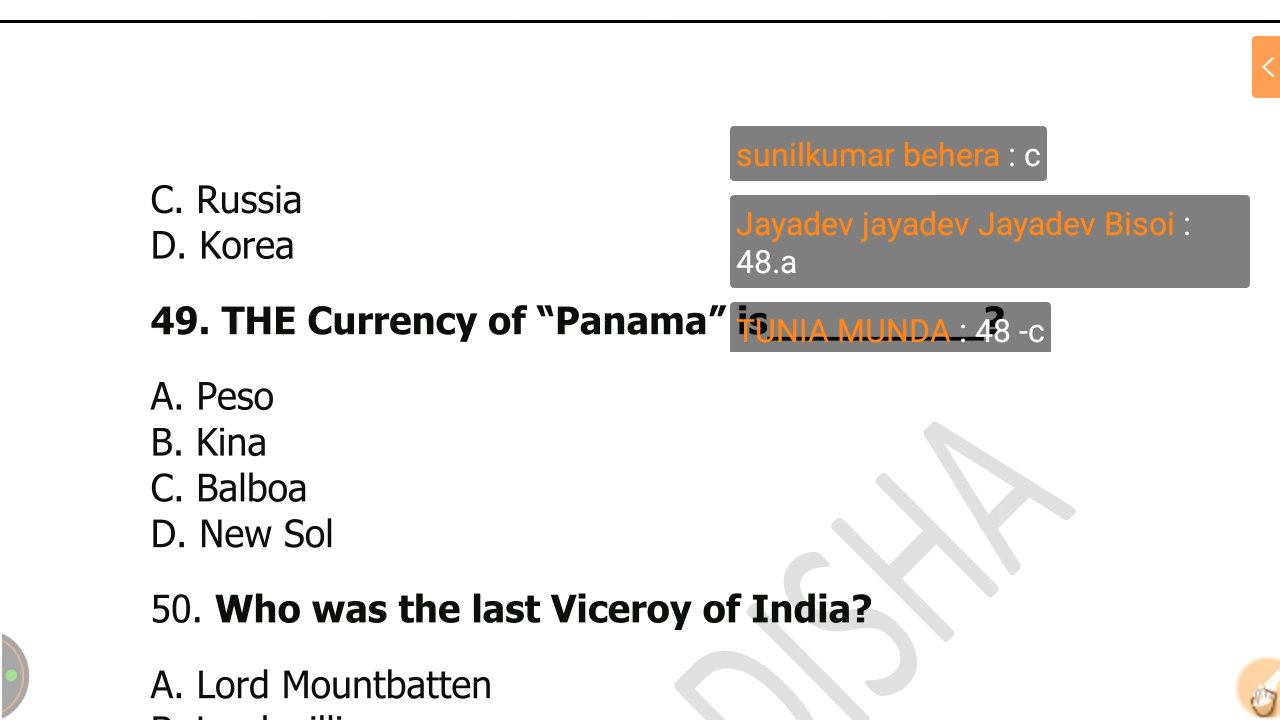 sunilkumar behera : c
C. Russia
Jayadev jayadev Jayadev Bisoi :
48.a
D. Korea
49. THE Currency of “Panama” is__________?
TUNIA MUNDA : 48 -c
A. Peso
B. Kina
C. Balboa
D. New Sol
50. Who was the last Viceroy of India?
A. Lord Mountbatten
DISHA